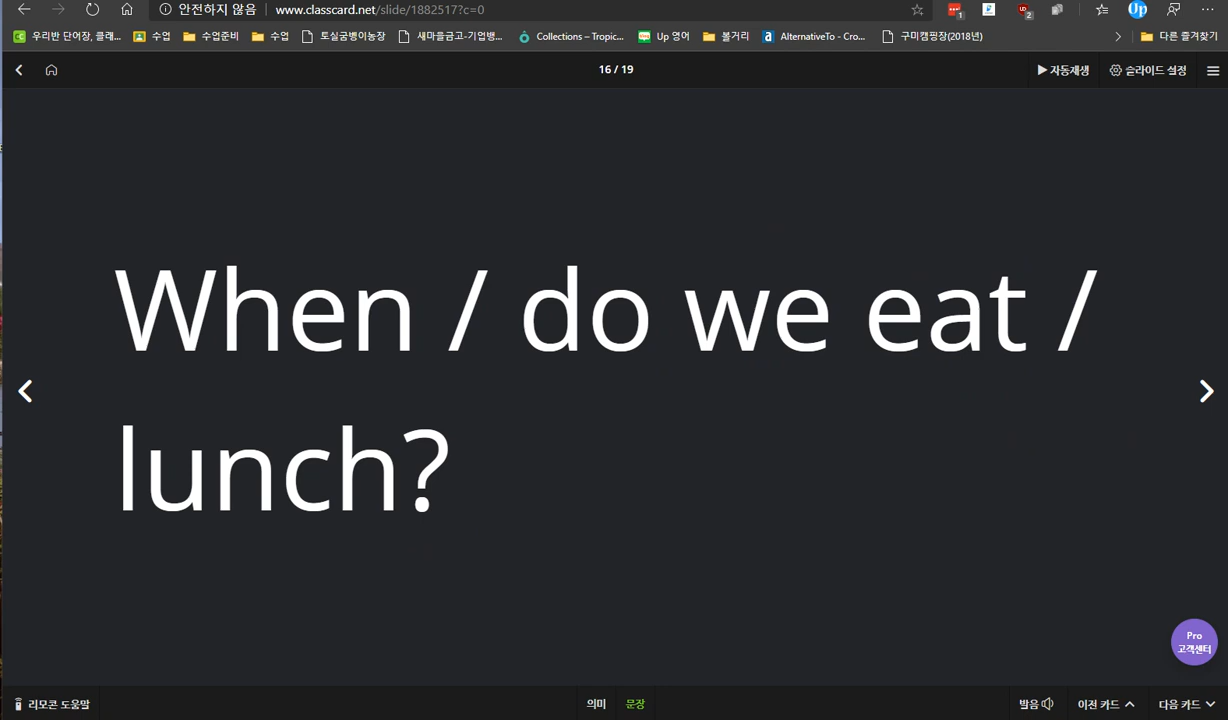 안전하지 않음 | www.classcard.net/slide/1882517?c=0
우리반 단어장, 클래... 수업 수업준비 수업 토실궁뱅이농장 새마을금고-기업뱅... Collections – Tropic... Up 영어 볼거리 AlternativeTo - Cro... 구미캠핑장(2018년) 다른 즐겨찾기
16 / 19 자동재생 슬라이드 설정
When / do we eat /
lunch?
Pro
고객센터
리모콘 도움말 의미 문장 발음 이전 카드 다음 카드